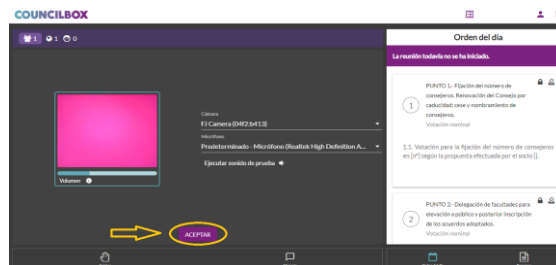 COUNCILBOX
1 1 0
Orden del día
La reunión todavía no se ha iniciado.
Cámara
FJ Camera (04f2:b413)
Micrófono
Predeterminado - Micrófono (Realtek High Definition A...
Ejecutar sonido de prueba
Volumen
ACEPTAR
1
PUNTO 1.- Fijación del número de
consejeros. Renovación del Consejo por
caducidad; cese y nombramiento de
consejeros.
Votación nominal
1.1. Votación para la fijación del número de consejeros
en [nº] según la propuesta efectuada por el socio [].
2
PUNTO 2.- Delegación de facultades para
elevación a público y posterior inscripción
de los acuerdos adoptados.
Votación nominal